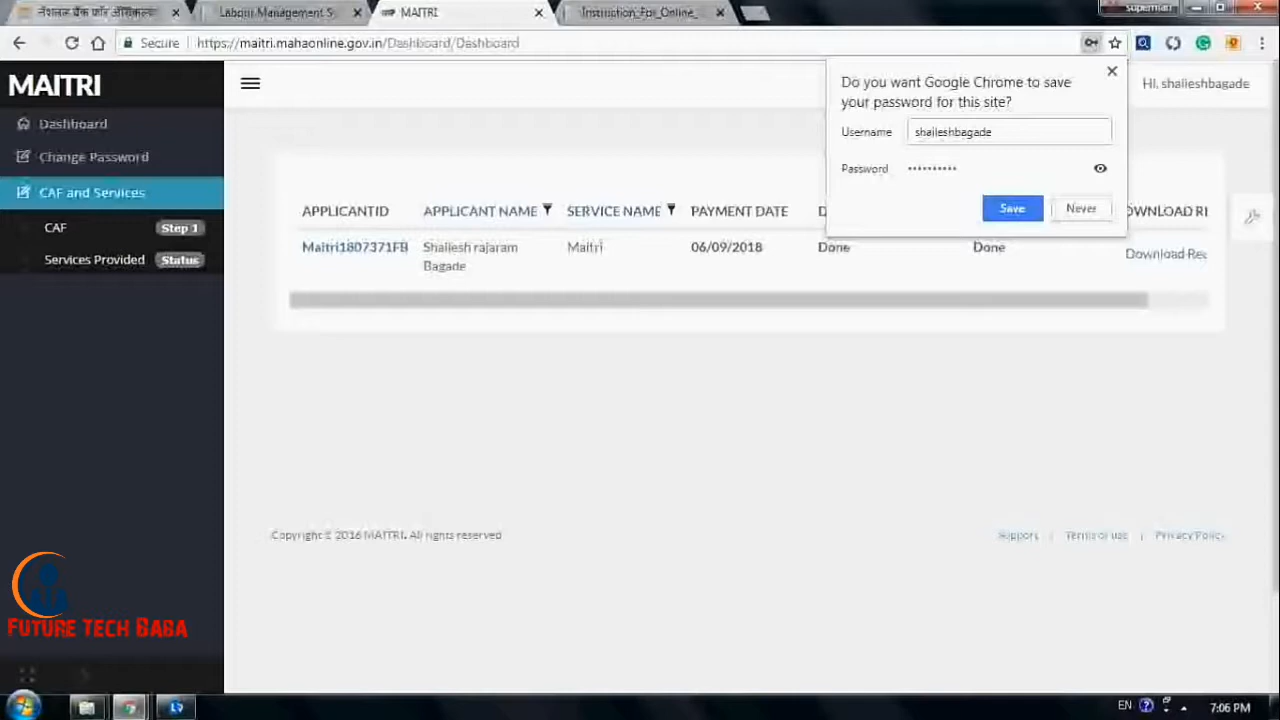 नॅशनल बँक फॉर
Labour Management S
MAITRI
Instruction_For_Online_
superman
Secure
https://maitri.mahaonline.gov.in/Dashboard/Dashboard
MAITRI
Hi, shaileshbagade
Dashboard
Change Password
CAF and Services
CAF
Step 1
Services Provided
Status
Do you want Google Chrome to save
your password for this site?
Username
shaileshbagade
Password
Save
Never
APPLICANTID
APPLICANT NAME
SERVICE NAME
PAYMENT DATE
D
OWNLOAD RE
Maitri1807371FB
Shailesh rajaram
Bagade
Maitri
06/09/2018
Done
Done
Download Rec
Copyright © 2016 MAITRI. All rights reserved
Support
Terms of use
Privacy Policy
FUTURE TECH BABA
EN
7:06 PM